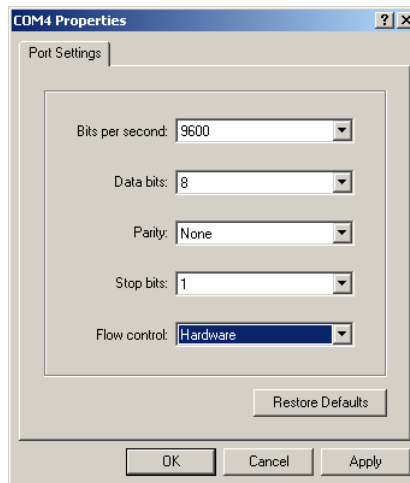 COM4 Properties
Port Settings
Bits per second: 9600
Data bits: 8
Parity: None
Stop bits: 1
Flow control: Hardware
Restore Defaults
OK Cancel Apply